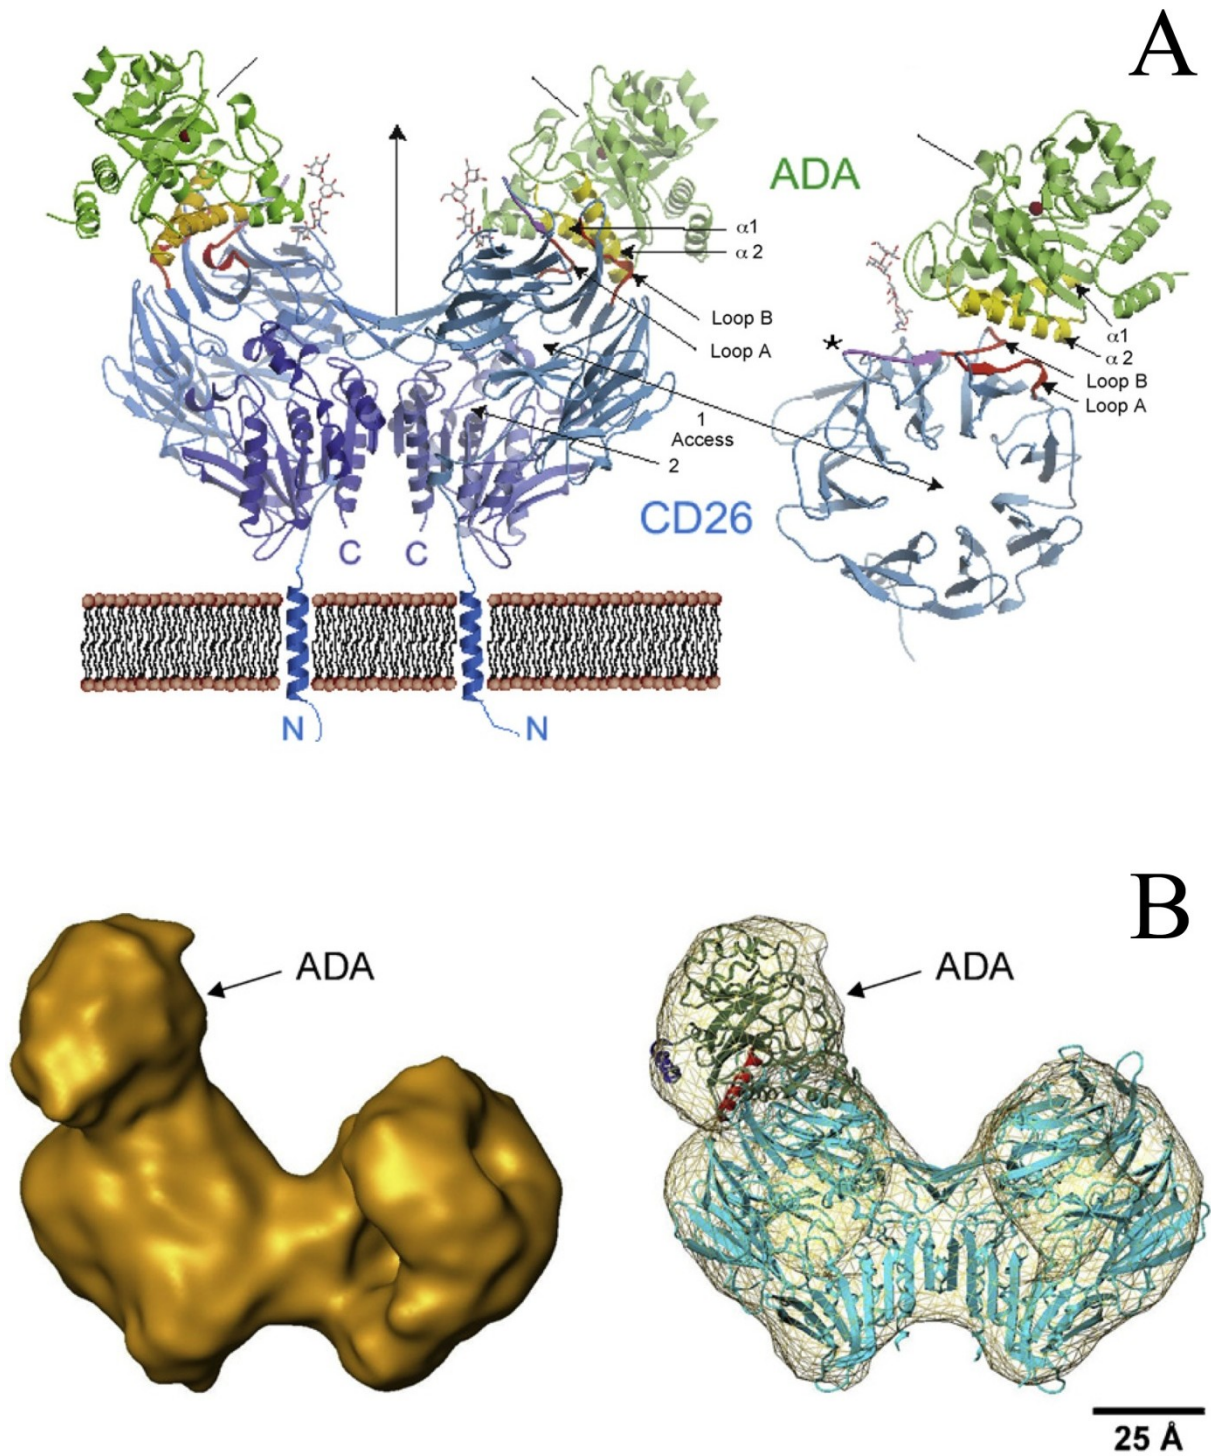 A
ADA
α1
α 2
Loop B
Loop A
1
Access
2
CD26
C C
N N
*
α1
α 2
Loop B
Loop A
B
ADA
ADA
25 Å